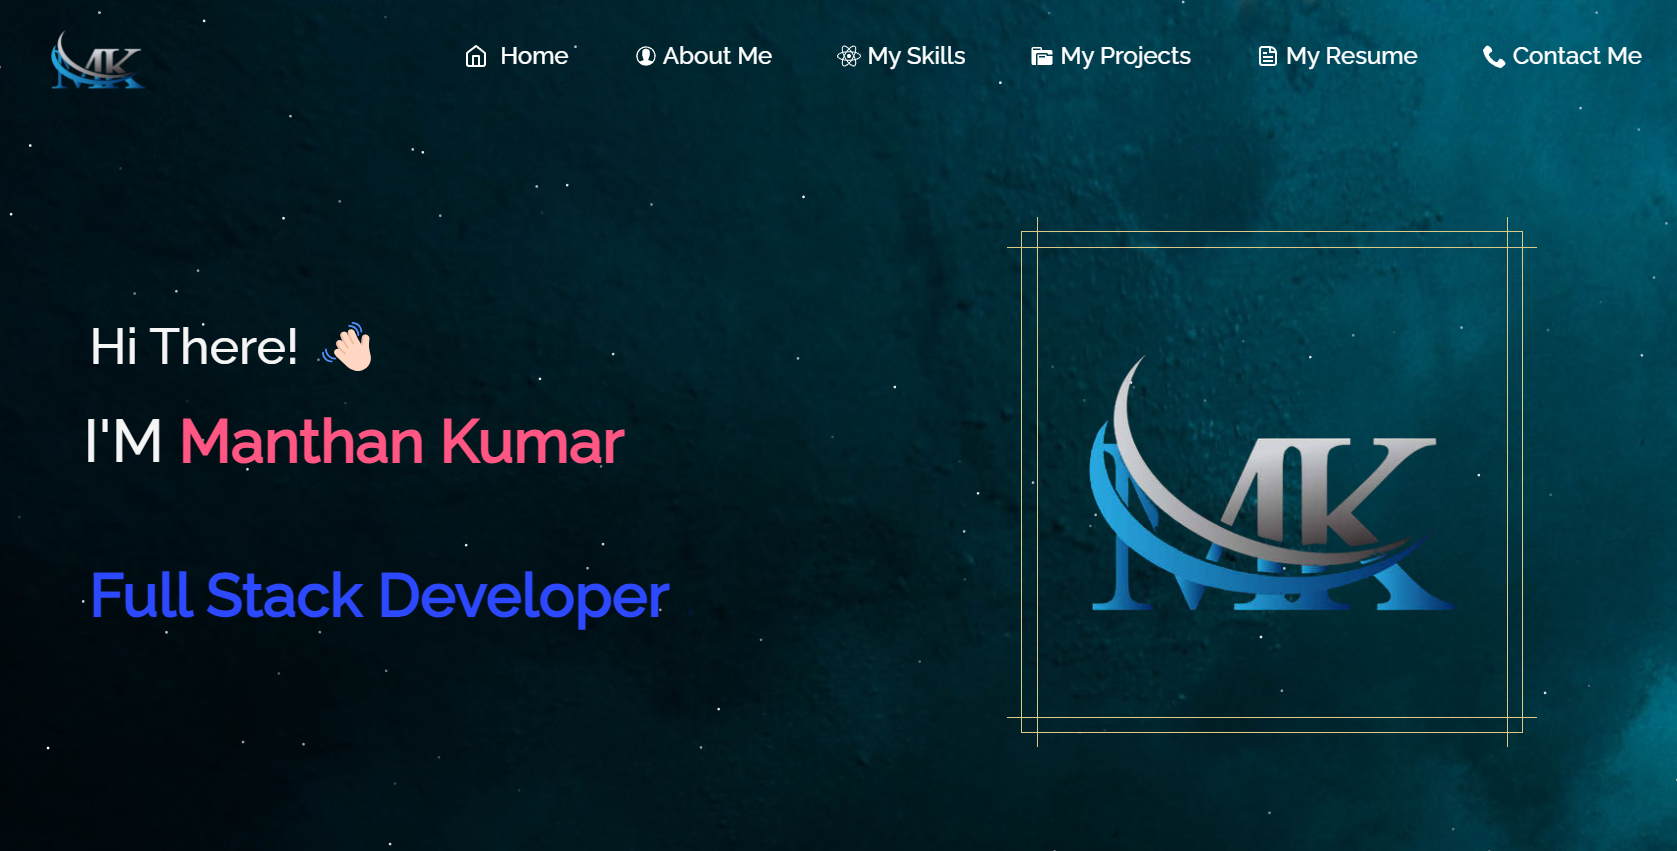 MK
Home
About Me
My Skills
My Projects
My Resume
Contact Me
Hi There!
I'M Manthan Kumar
Full Stack Developer
MK
MK